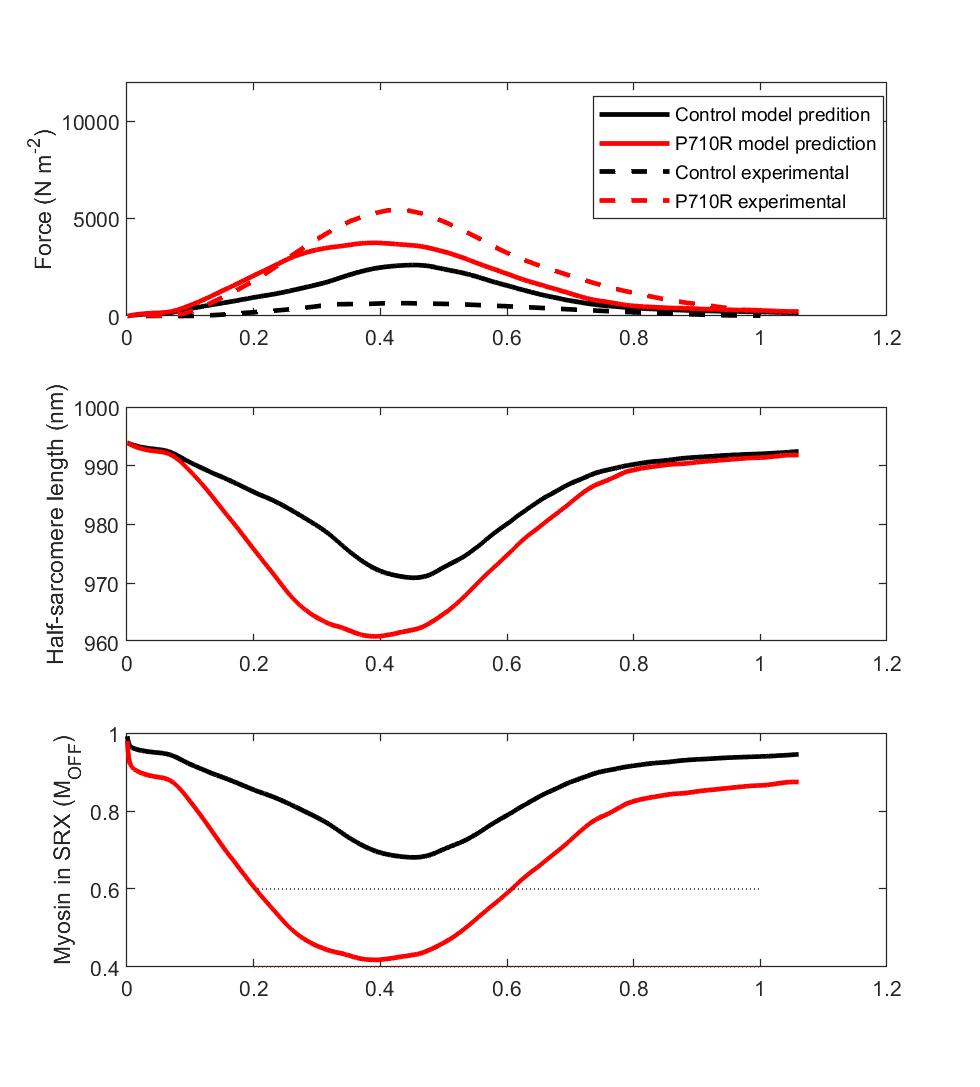 Force (N m-2)
10000
5000
0
0 0.2 0.4 0.6 0.8 1 1.2
Control model predition
P710R model prediction
Control experimental
P710R experimental
Half-sarcomere length (nm)
1000
990
980
970
960
0 0.2 0.4 0.6 0.8 1 1.2
Myosin in SRX (MOFF)
1
0.8
0.6
0.4
0 0.2 0.4 0.6 0.8 1 1.2